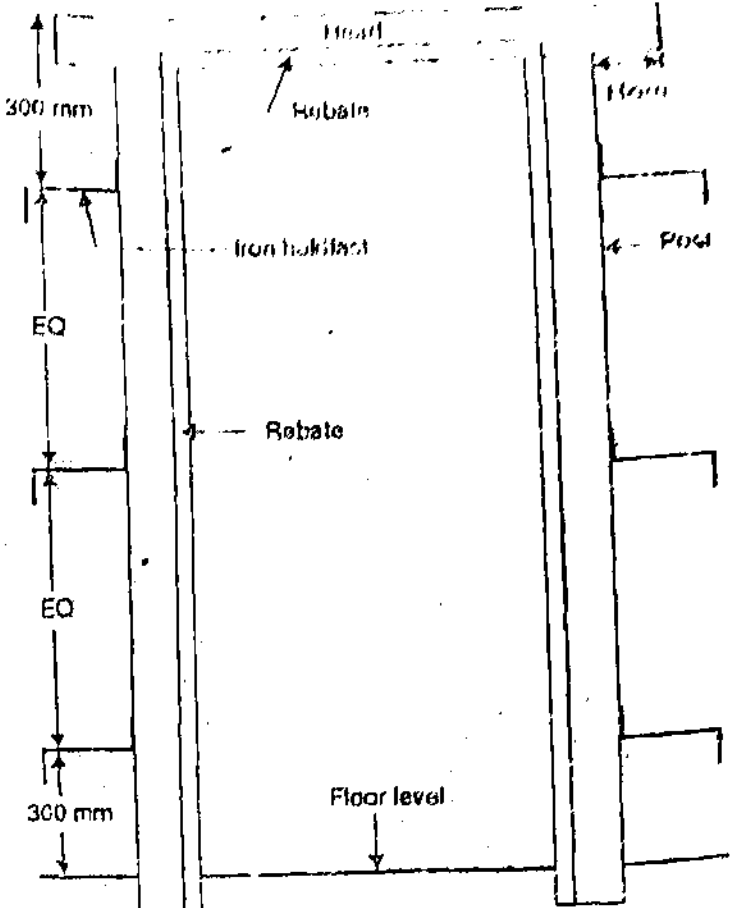 Head
300 mm
Rebate
Horn
Iron holdfast
Post
EQ
Rebate
EQ
Floor level
300 mm